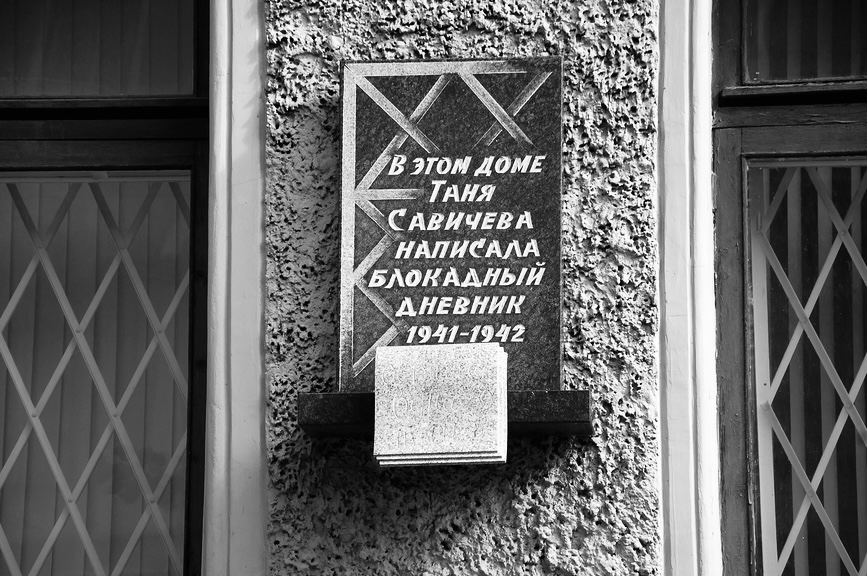 В ЭТОМ ДОМЕ
ТАНЯ
САВИЧЕВА
НАПИСАЛА
БЛОКАДНЫЙ
ДНЕВНИК
1941-1942